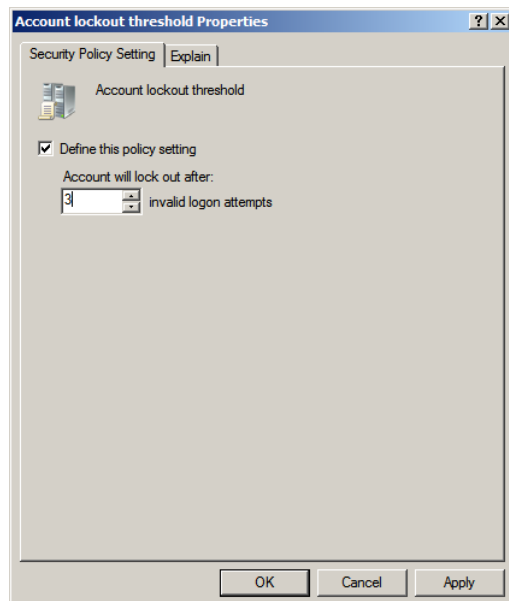 Account lockout threshold Properties
Security Policy Setting
Explain
Account lockout threshold
Define this policy setting
Account will lock out after:
3 invalid logon attempts
OK Cancel Apply